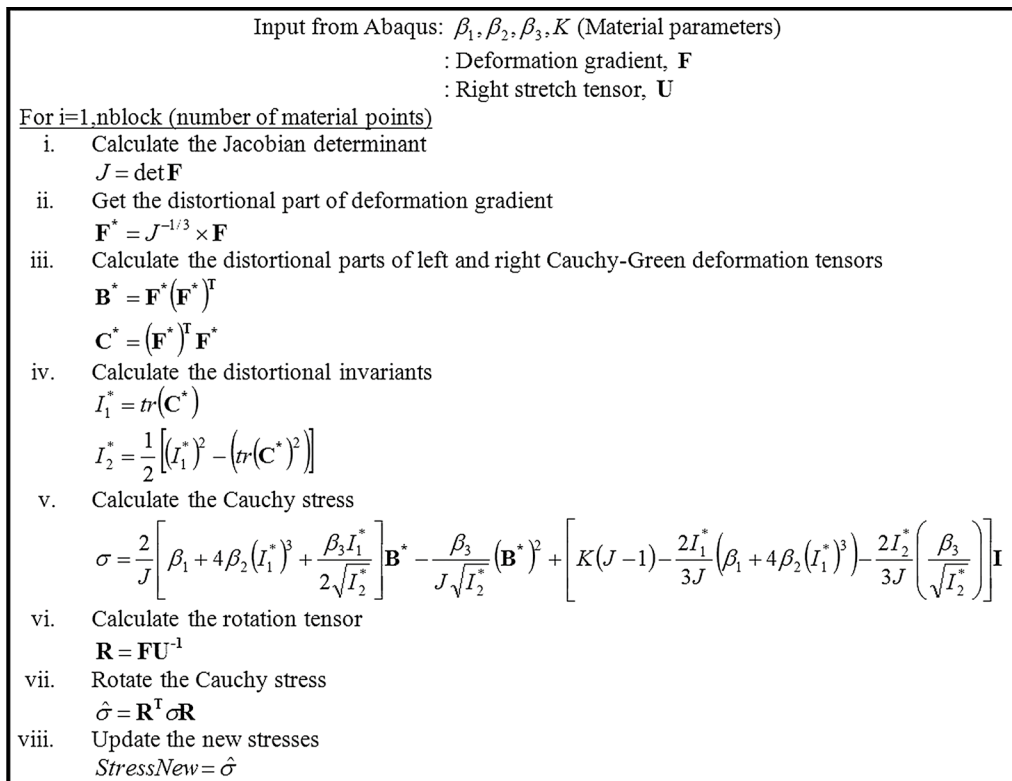 Input from Abaqus: β₁, β₂, β₃, K (Material parameters)
: Deformation gradient, F
: Right stretch tensor, U
For i=1,nblock (number of material points)
i. Calculate the Jacobian determinant
J = detF
ii. Get the distortional part of deformation gradient
F* = J^(-1/3) × F
iii. Calculate the distortional parts of left and right Cauchy-Green deformation tensors
B* = F*(F*)^T
C* = (F*)^T F*
iv. Calculate the distortional invariants
I₁* = tr(C*)
I₂* = 1/2 [(I₁*)² − (tr(C*)²)]
v. Calculate the Cauchy stress
σ = 2/J [β₁ + 4β₂(I₁*)³ + β₃I₁*/(2√I₂*)] B* − β₃/(J√I₂*) (B*)² + [K(J−1) − 2I₁*/3J (β₁ + 4β₂(I₁*)³) − 2I₂*/3J (β₃/√I₂*)] I
vi. Calculate the rotation tensor
R = FU⁻¹
vii. Rotate the Cauchy stress
σ̂ = R^T σR
viii. Update the new stresses
StressNew = σ̂